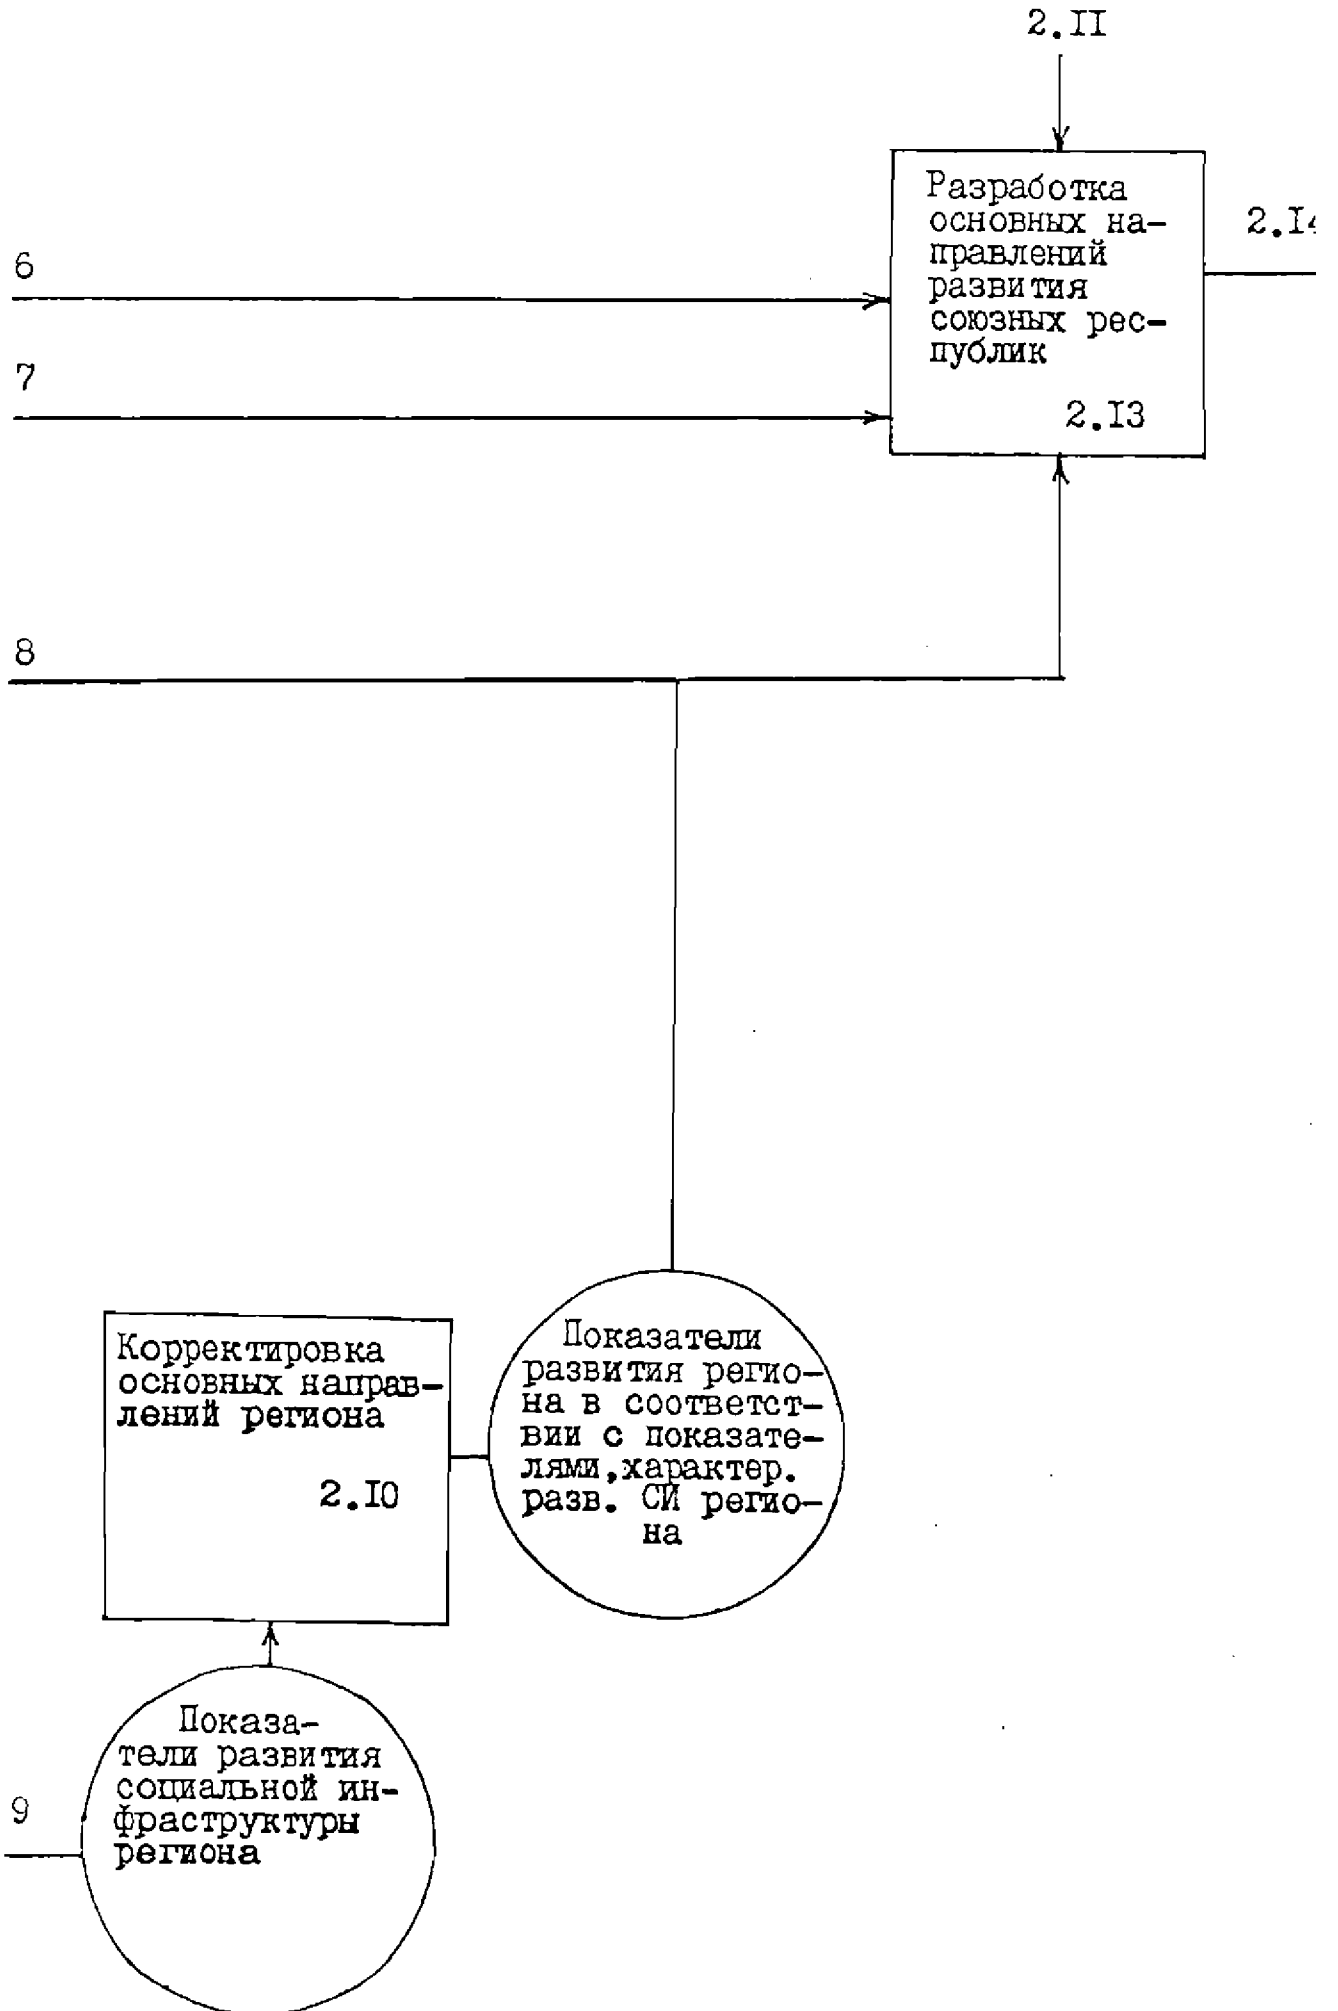 2.II
Разработка
основных на-
правлений
развития
союзных рес-
публик
2.I3
2.I4
6
7
8
Корректировка
основных направ-
лений региона
2.I0
Показатели
развития регио-
на в соответст-
вии с показате-
лями,характер.
разв. СИ регио-
на
Показа-
тели развития
социальной ин-
фраструктуры
региона
9